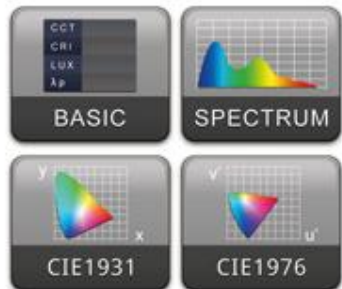 CCT
CRI
LUX
λp
BASIC
SPECTRUM
y
x
CIE1931
v'
u'
CIE1976